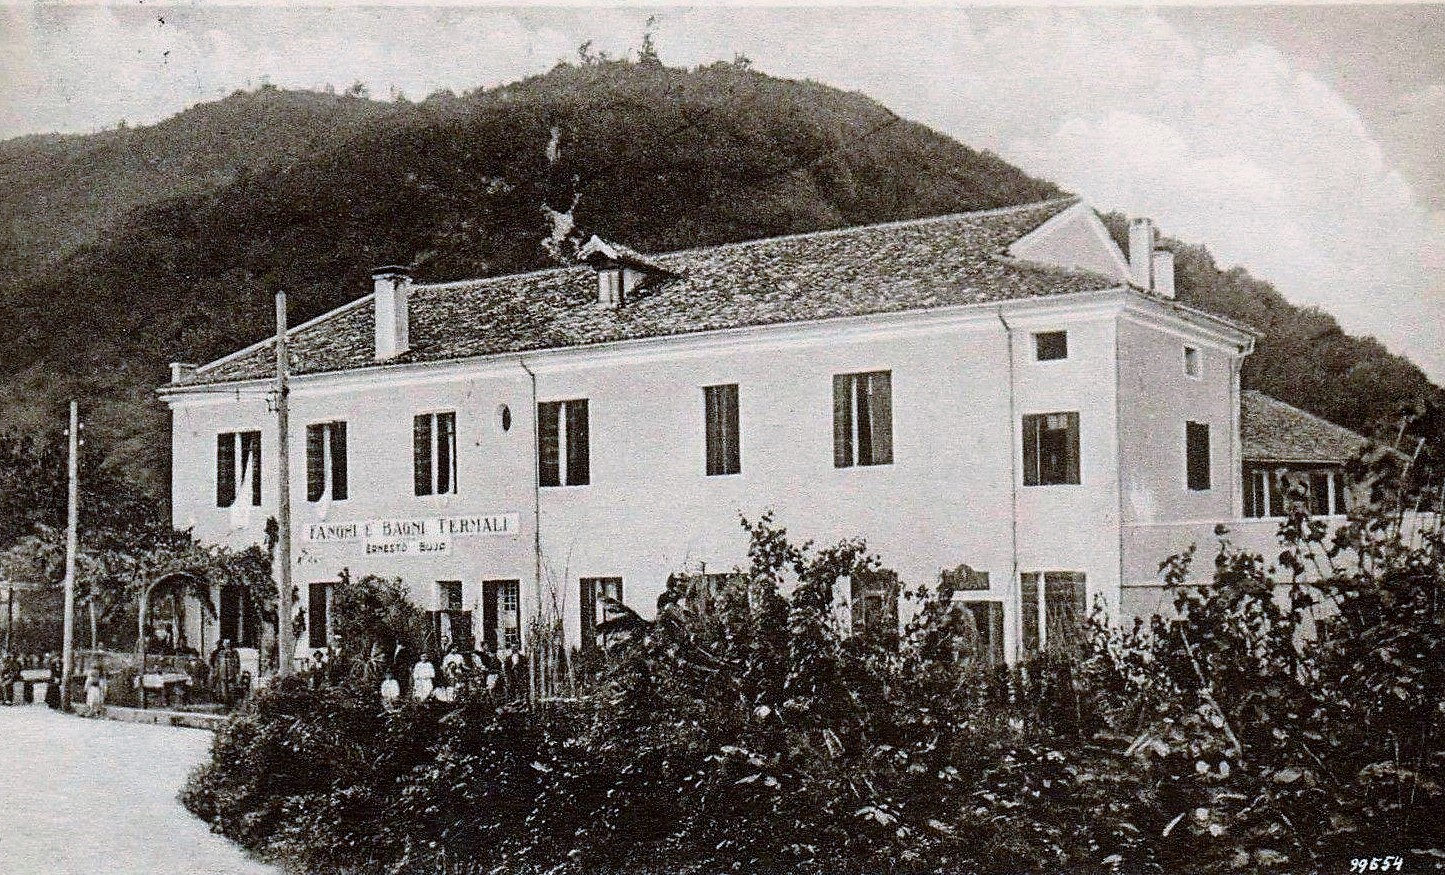 FANGHI E BAGNI TERMALI
ERNESTO BUJA
99554